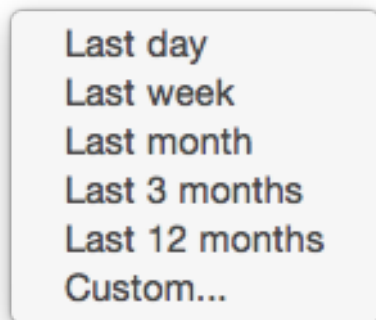 Last day
Last week
Last month
Last 3 months
Last 12 months
Custom...